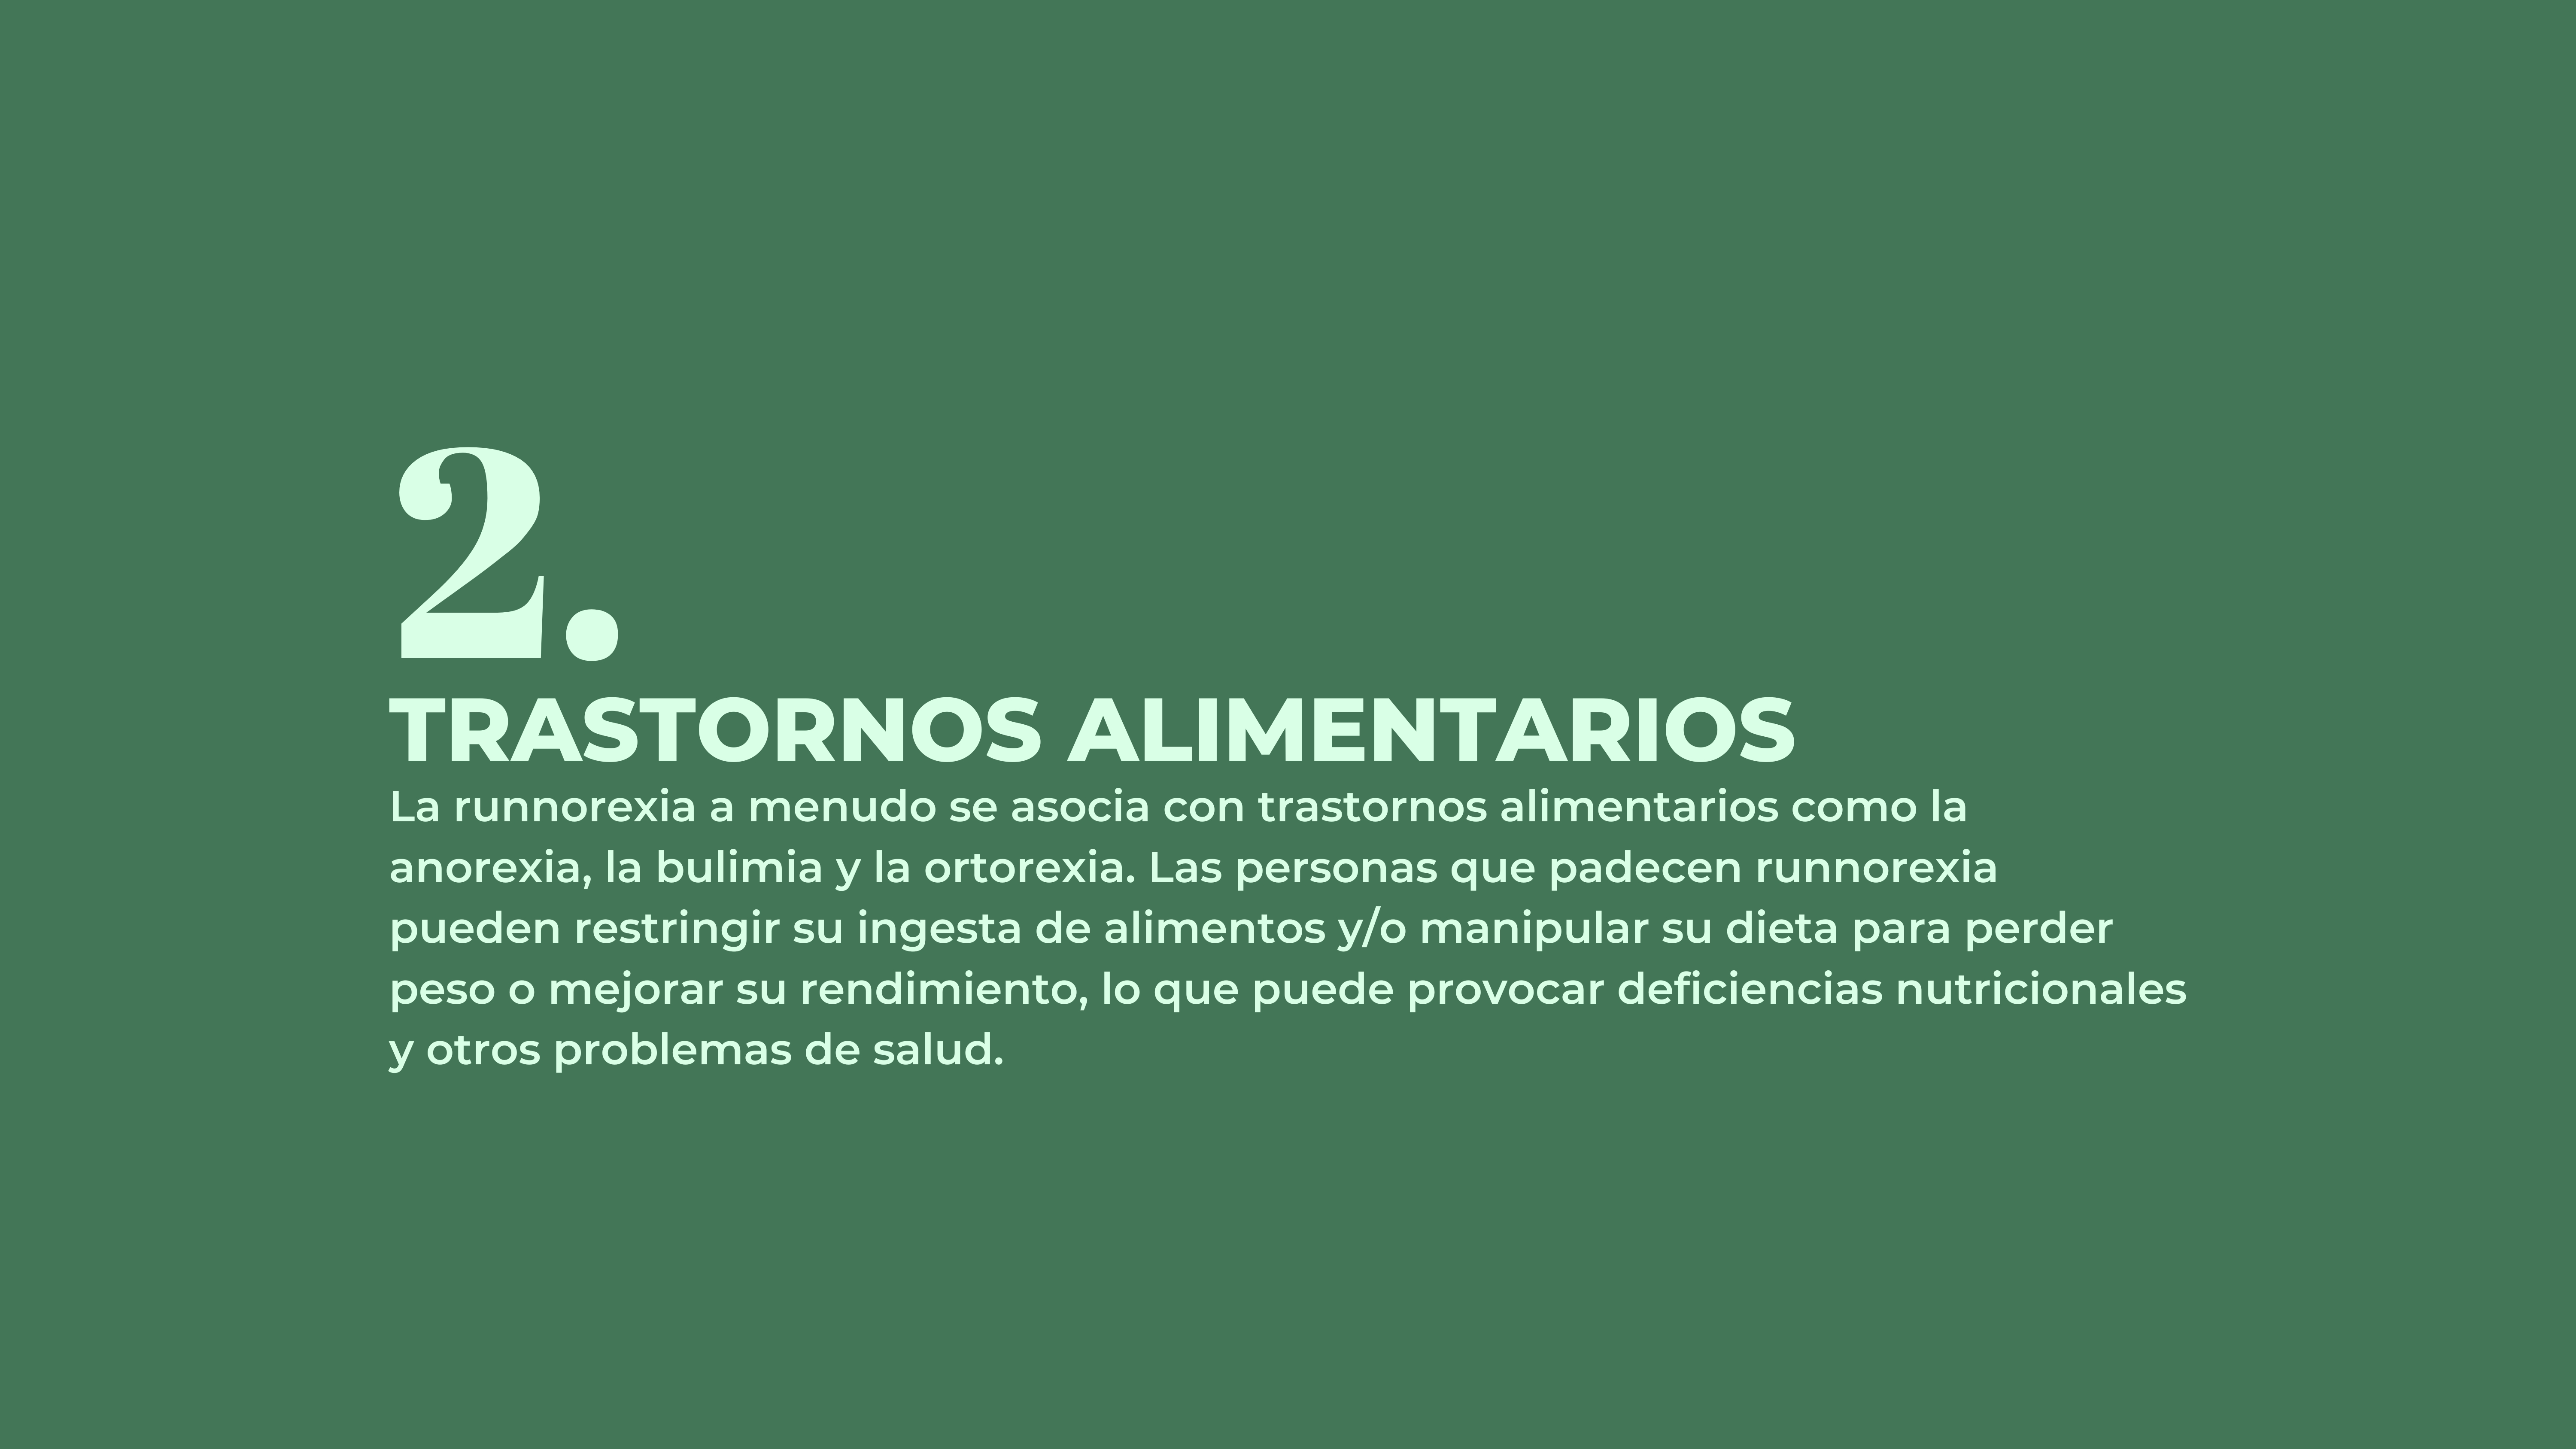 2.
TRASTORNOS ALIMENTARIOS
La runnorexia a menudo se asocia con trastornos alimentarios como la
anorexia, la bulimia y la ortorexia. Las personas que padecen runnorexia
pueden restringir su ingesta de alimentos y/o manipular su dieta para perder
peso o mejorar su rendimiento, lo que puede provocar deficiencias nutricionales
y otros problemas de salud.